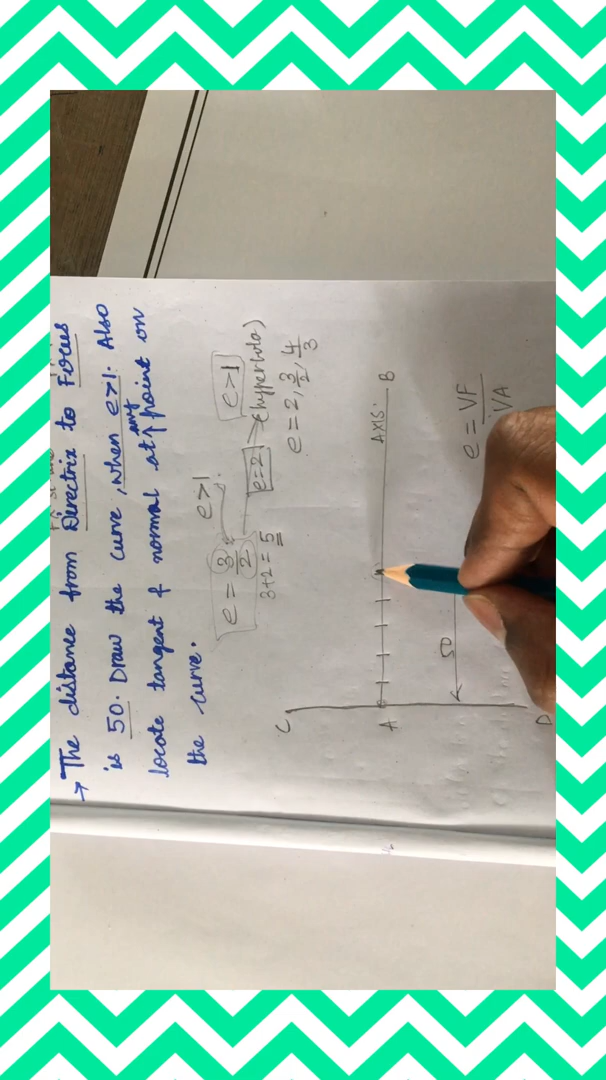 → The distance from Directrix to Focus
is 50. Draw the curve, when e>1. Also
locate tangent & normal at any point on
the curve.
e = 3/2
e>1.
e>1
3+2=5
e=2 → (hyperbola)
e=2, 3/2, 4/3
C
A
AXIS.
B
50
D
e = VF/VA